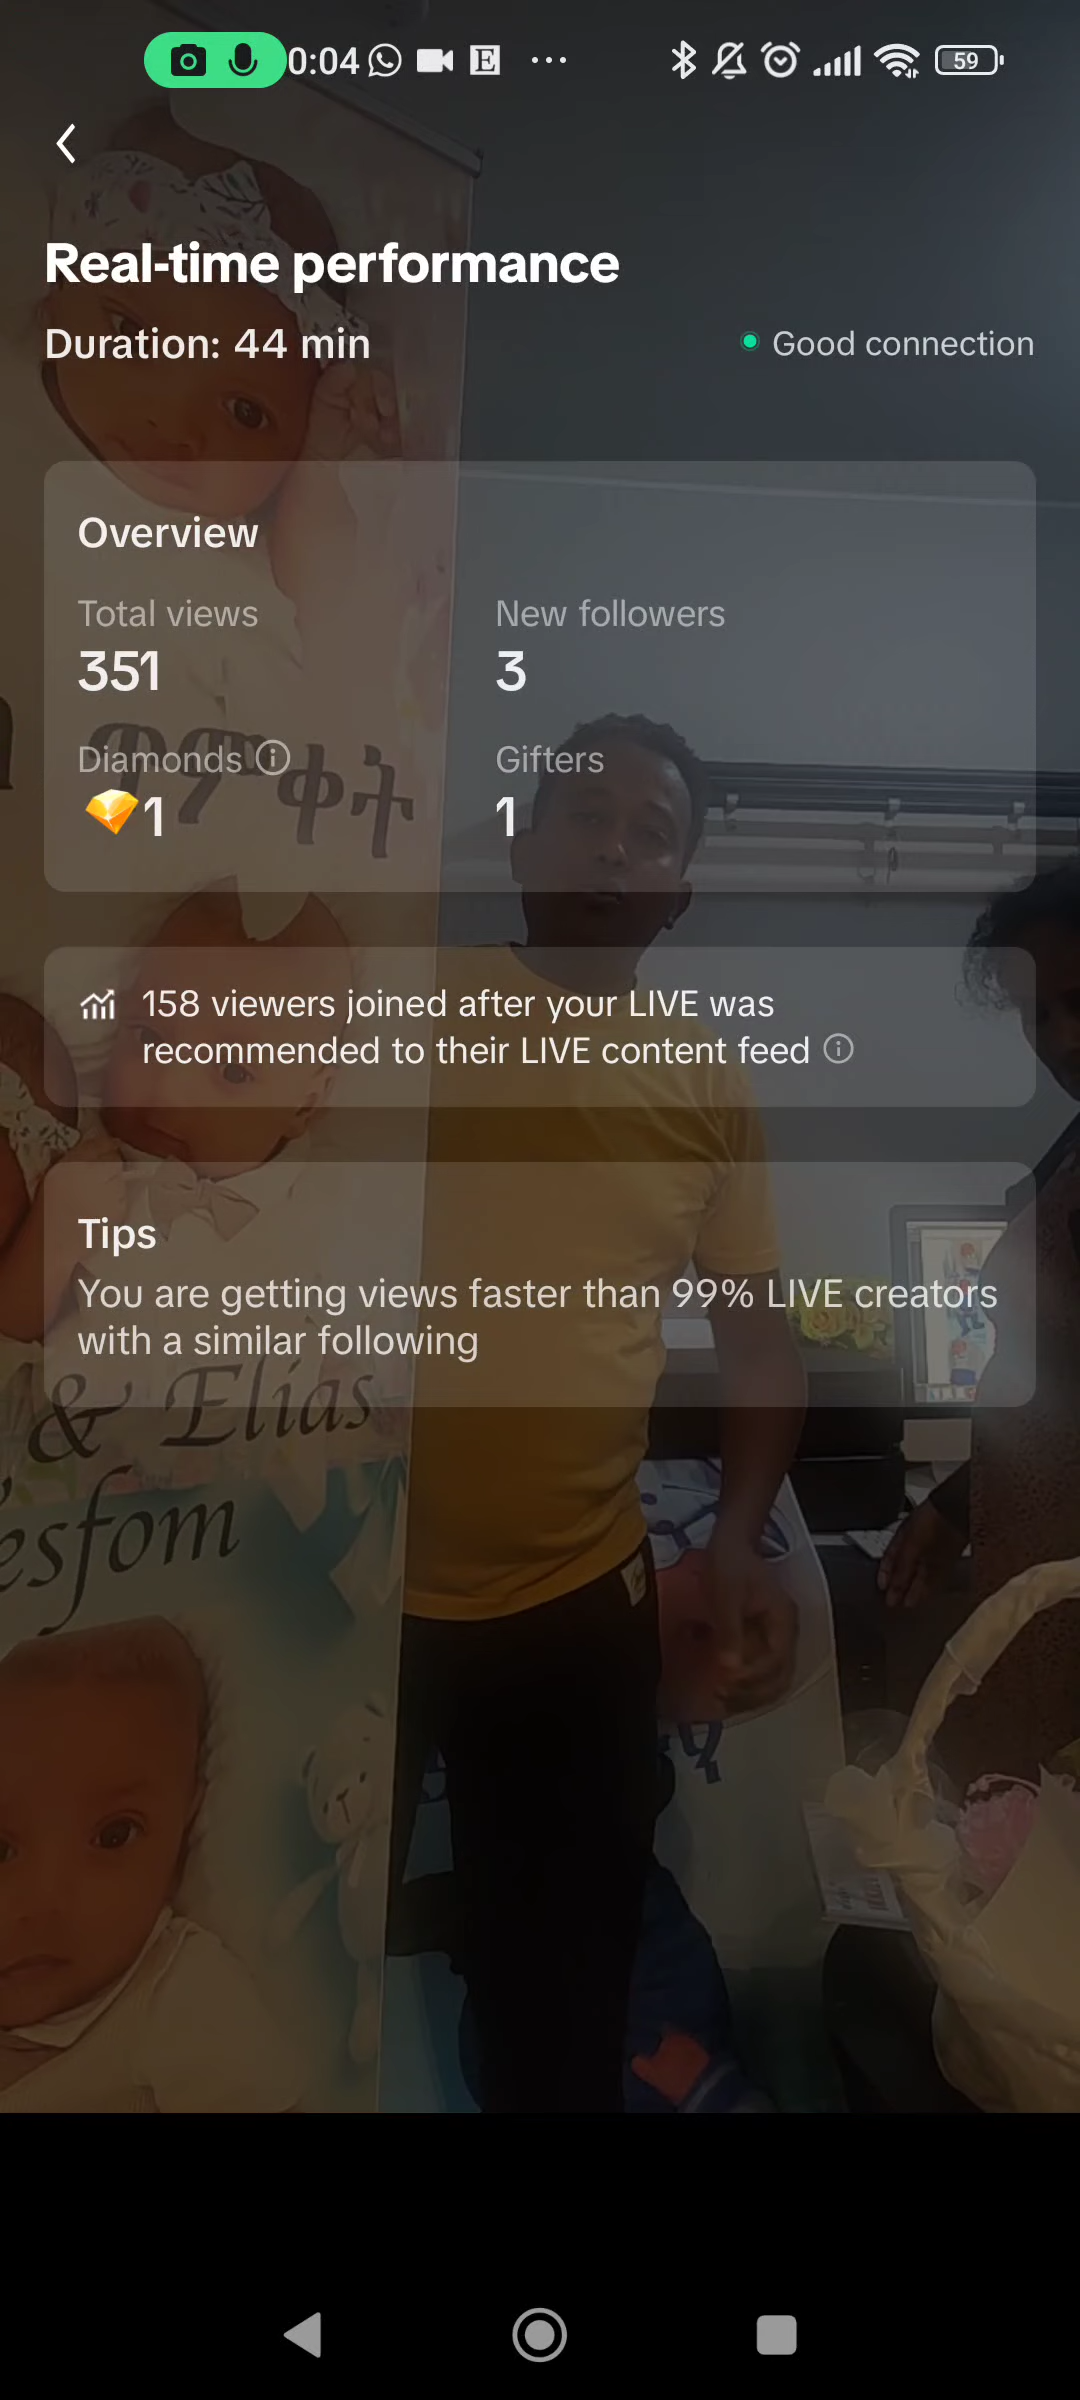 0:04 E ... 59
Real-time performance
Duration: 44 min
Good connection
Overview
Total views
New followers
351
3
Diamonds
Gifters
1
1
158 viewers joined after your LIVE was
recommended to their LIVE content feed
Tips
You are getting views faster than 99% LIVE creators
with a similar following
& Elias
esfom